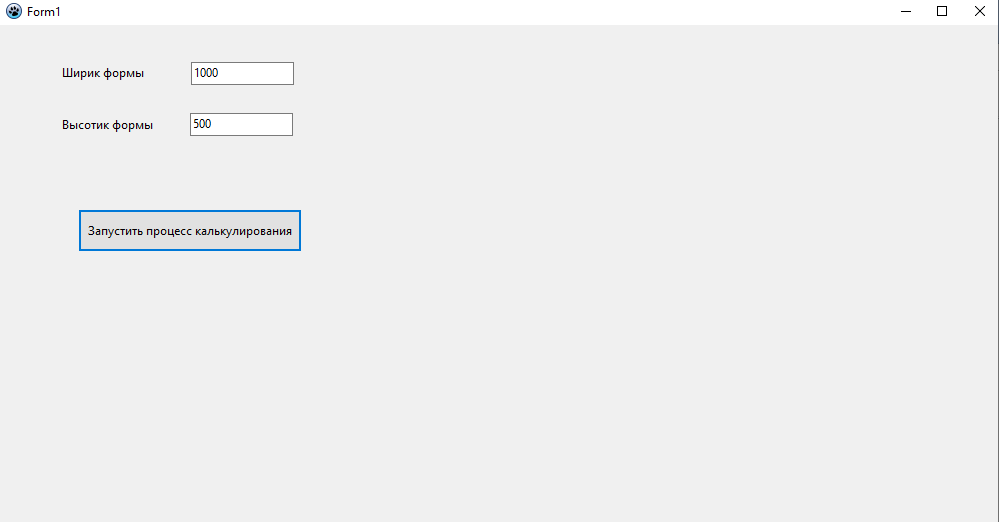 Form1
Ширик формы 1000
Высотик формы 500
Запустить процесс калькулирования